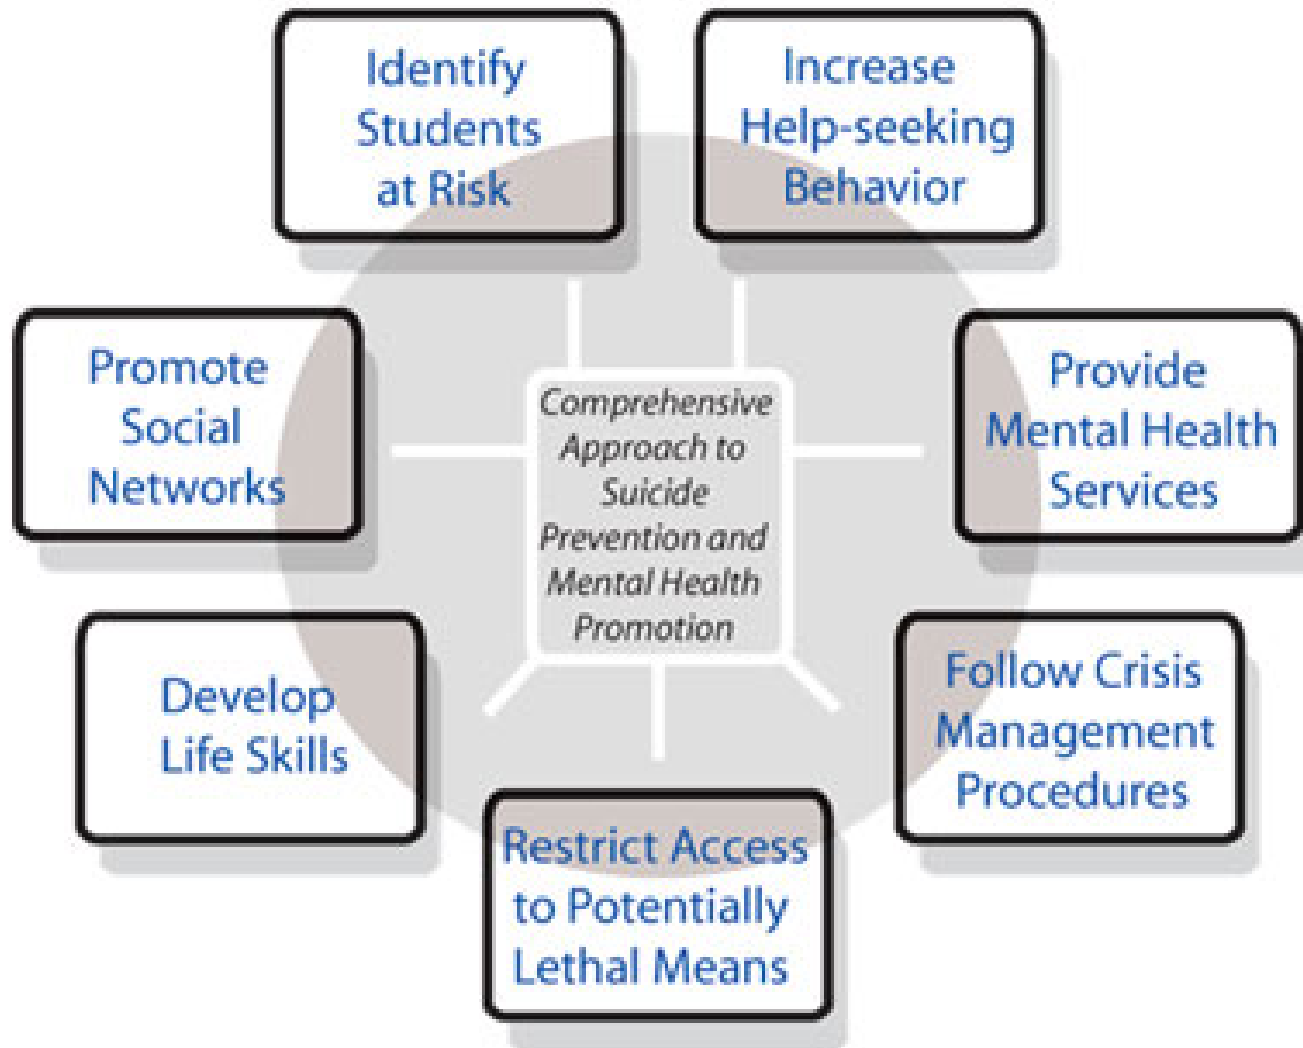 Identify
Students
at Risk
Increase
Help-seeking
Behavior
Promote
Social
Networks
Comprehensive
Approach to
Suicide
Prevention and
Mental Health
Promotion
Provide
Mental Health
Services
Develop
Life Skills
Follow Crisis
Management
Procedures
Restrict Access
to Potentially
Lethal Means